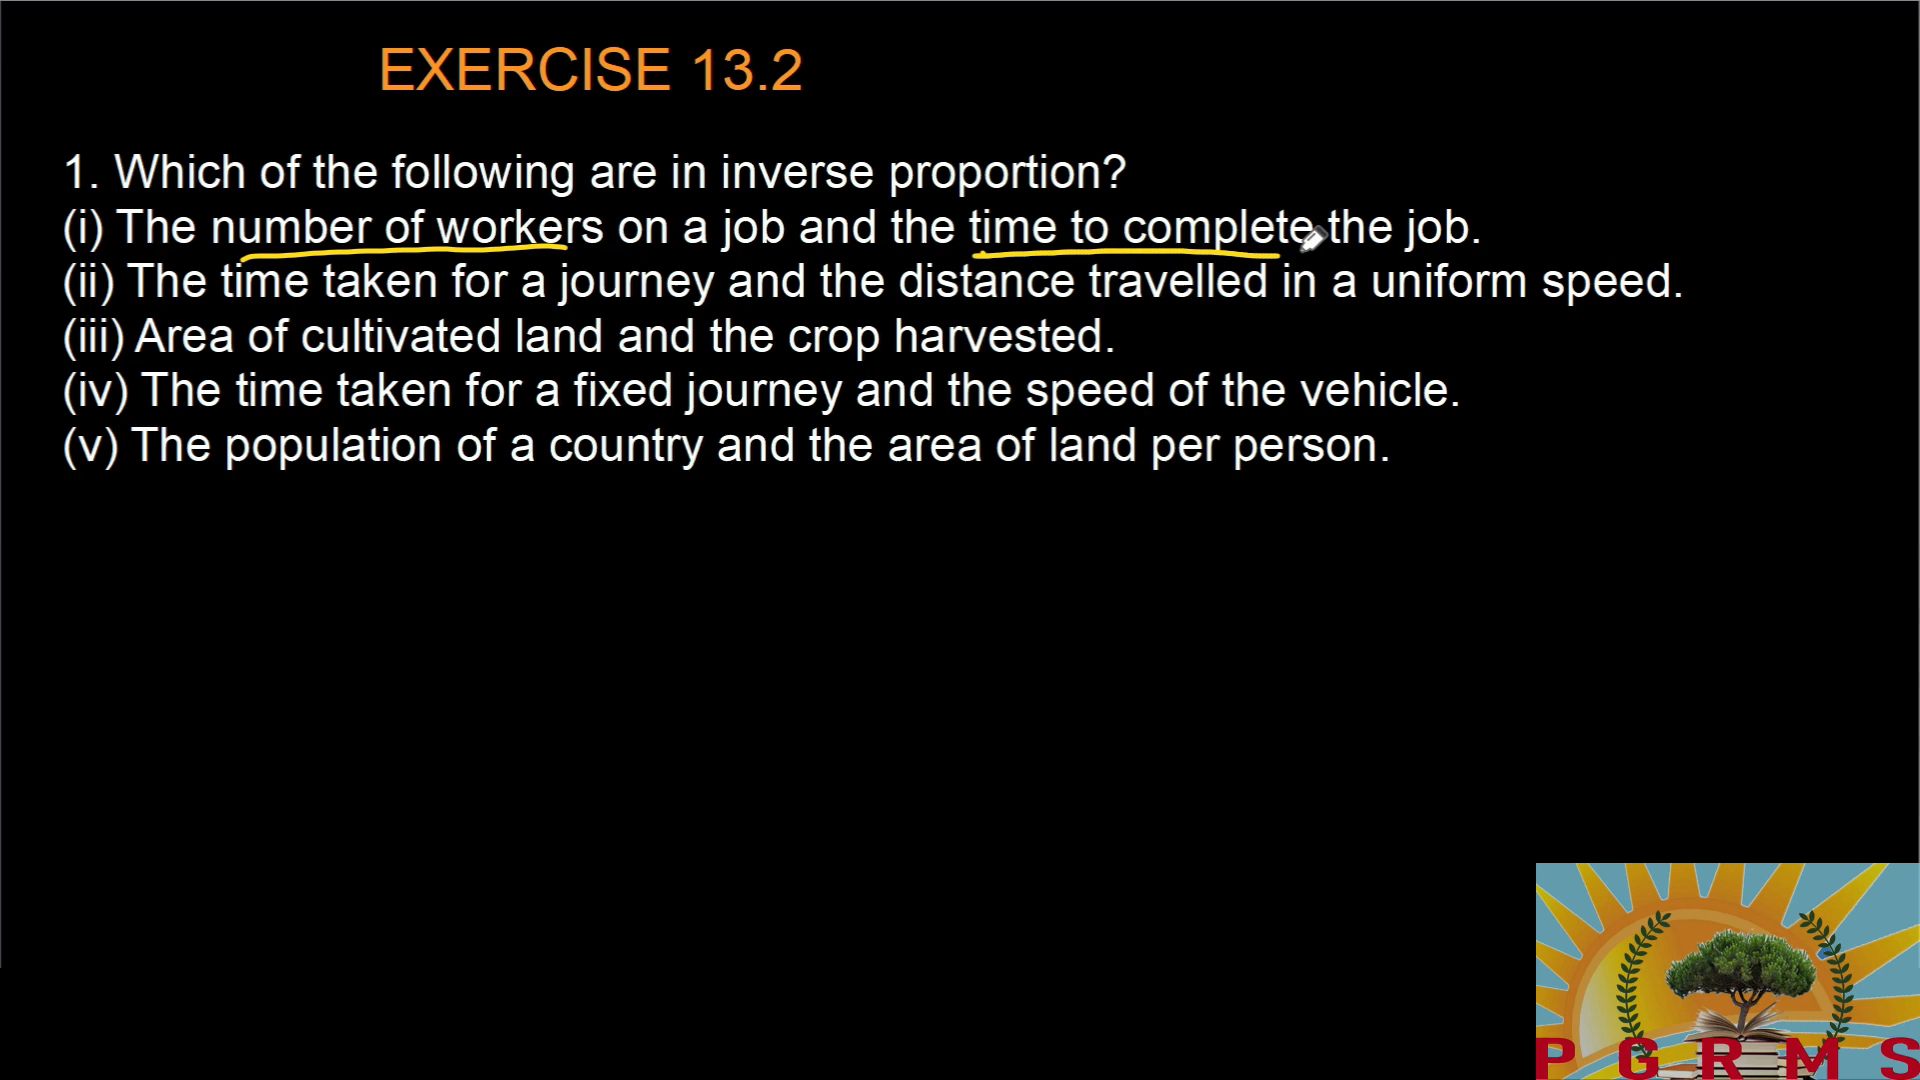 EXERCISE 13.2
1. Which of the following are in inverse proportion?
(i) The number of workers on a job and the time to complete the job.
(ii) The time taken for a journey and the distance travelled in a uniform speed.
(iii) Area of cultivated land and the crop harvested.
(iv) The time taken for a fixed journey and the speed of the vehicle.
(v) The population of a country and the area of land per person.
P G R M S